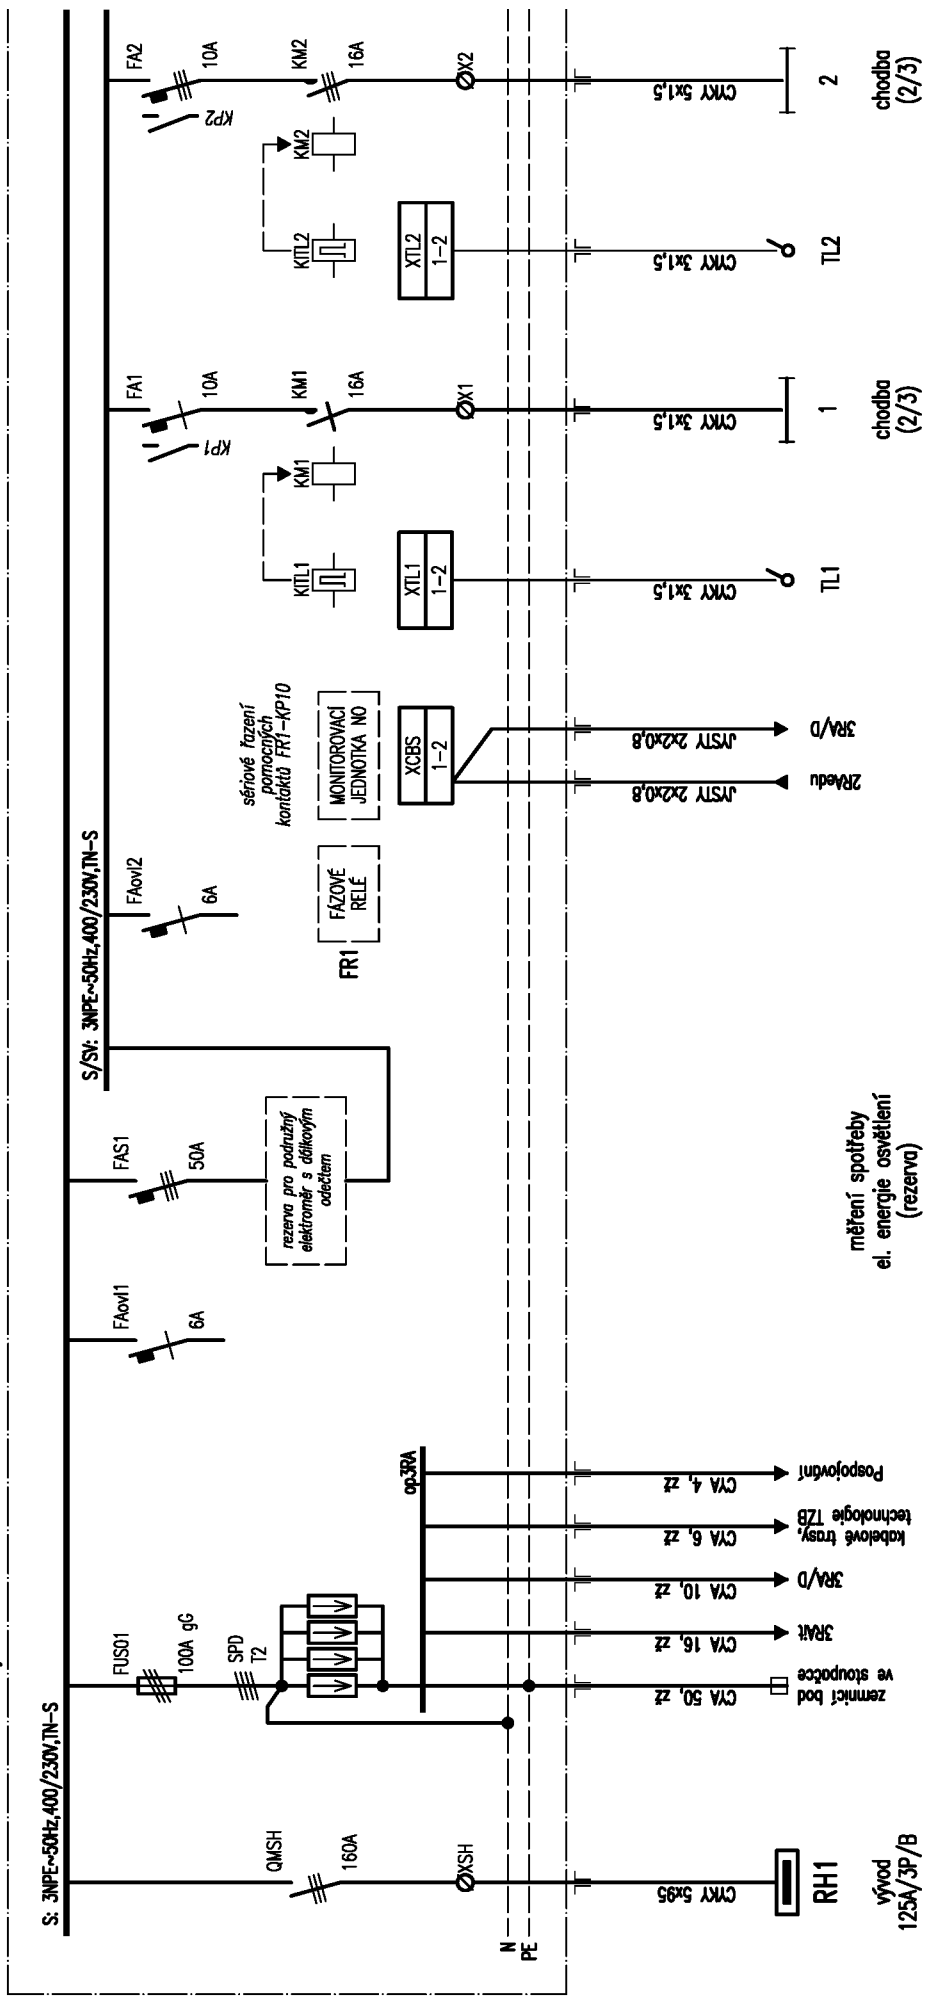 S: 3NPE~50Hz,400/230V,TN-S
QMSH
160A
XSH
CYKY 5x95
RH1
vývod
125A/3P/B
N
PE
FUS01
100A gG
SPD
T2
op3RA
CYA 50, zž
zemnicí bod
ve stoupačce
CYA 16, zž
3RAit
CYA 10, zž
3RA/D
CYA 6, zž
kabelové trasy,
technologie TZB
CYA 4, zž
Pospojování
FAovl1
6A
FAS1
50A
rezerva pro podružný
elektroměr s dálkovým
odečtem
měření spotřeby
el. energie osvětlení
(rezerva)
S/SV: 3NPE~50Hz,400/230V,TN-S
FAovl2
6A
FR1
FÁZOVÉ
RELÉ
sériové řazení
pomocných
kontaktů FR1-KP10
MONITOROVACÍ
JEDNOTKA NO
XCBS
1-2
JYSTY 2x2x0,8
2RAedu
JYSTY 2x2x0,8
3RA/D
KITL1
XTL1
1-2
CYKY 3x1,5
TL1
FA1
10A
KP1
KM1
16A
KM1
X1
CYKY 3x1,5
1
chodba
(2/3)
KITL2
XTL2
1-2
CYKY 3x1,5
TL2
FA2
10A
KP2
KM2
16A
KM2
X2
CYKY 5x1,5
2
chodba
(2/3)